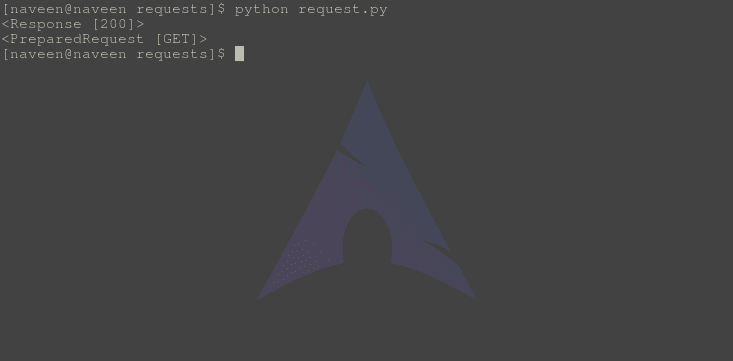 [naveen@naveen requests]$ python request.py
<Response [200]>
<PreparedRequest [GET]>
[naveen@naveen requests]$